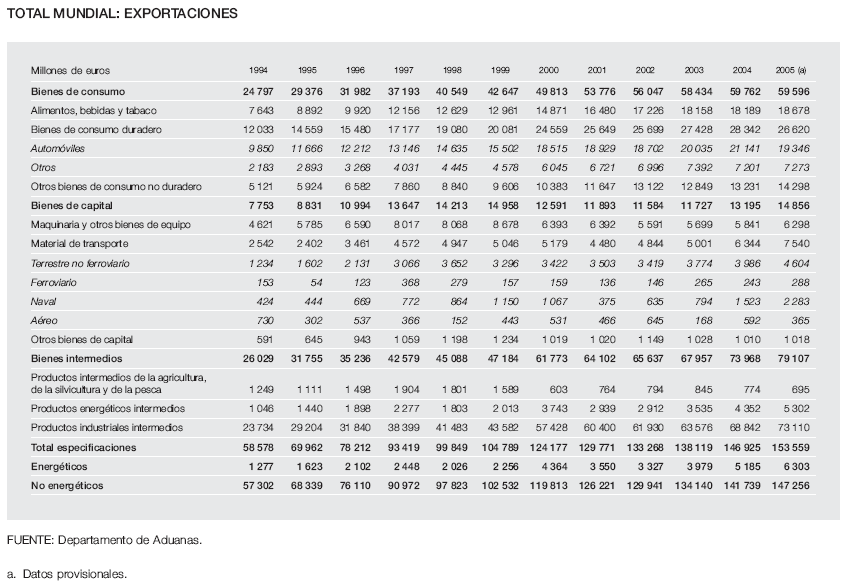 TOTAL MUNDIAL: EXPORTACIONES
Millones de euros 1994 1995 1996 1997 1998 1999 2000 2001 2002 2003 2004 2005 (a)
Bienes de consumo 24 797 29 376 31 982 37 193 40 549 42 647 49 813 53 776 56 047 58 434 59 762 59 596
Alimentos, bebidas y tabaco 7 643 8 892 9 920 12 156 12 629 12 961 14 871 16 480 17 226 18 158 18 189 18 678
Bienes de consumo duradero 12 033 14 559 15 480 17 177 19 080 20 081 24 559 25 649 25 699 27 428 28 342 26 620
Automóviles 9 850 11 666 12 212 13 146 14 635 15 502 18 515 18 929 18 702 20 035 21 141 19 346
Otros 2 183 2 893 3 268 4 031 4 445 4 578 6 045 6 721 6 996 7 392 7 201 7 273
Otros bienes de consumo no duradero 5 121 5 924 6 582 7 860 8 840 9 606 10 383 11 647 13 122 12 849 13 231 14 298
Bienes de capital 7 753 8 831 10 994 13 647 14 213 14 958 12 591 11 893 11 584 11 727 13 195 14 856
Maquinaria y otros bienes de equipo 4 621 5 785 6 590 8 017 8 068 8 678 6 393 6 392 5 591 5 699 5 841 6 298
Material de transporte 2 542 2 402 3 461 4 572 4 947 5 046 5 179 4 480 4 844 5 001 6 344 7 540
Terrestre no ferroviario 1 234 1 602 2 131 3 066 3 652 3 296 3 422 3 503 3 419 3 774 3 986 4 604
Ferroviario 153 54 123 368 279 157 159 136 146 265 243 288
Naval 424 444 669 772 864 1 150 1 067 375 635 794 1 523 2 283
Aéreo 730 302 537 366 152 443 531 466 645 168 592 365
Otros bienes de capital 591 645 943 1 059 1 198 1 234 1 019 1 020 1 149 1 028 1 010 1 018
Bienes intermedios 26 029 31 755 35 236 42 579 45 088 47 184 61 773 64 102 65 637 67 957 73 968 79 107
Productos intermedios de la agricultura,
de la silvicultura y de la pesca 1 249 1 111 1 498 1 904 1 801 1 589 603 764 794 845 774 695
Productos energéticos intermedios 1 046 1 440 1 898 2 277 1 803 2 013 3 743 2 939 2 912 3 535 4 352 5 302
Productos industriales intermedios 23 734 29 204 31 840 38 399 41 483 43 582 57 428 60 400 61 930 63 576 68 842 73 110
Total especificaciones 58 578 69 962 78 212 93 419 99 849 104 789 124 177 129 771 133 268 138 119 146 925 153 559
Energéticos 1 277 1 623 2 102 2 448 2 026 2 256 4 364 3 550 3 327 3 979 5 185 6 303
No energéticos 57 302 68 339 76 110 90 972 97 823 102 532 119 813 126 221 129 941 134 140 141 739 147 256
FUENTE: Departamento de Aduanas.
a. Datos provisionales.